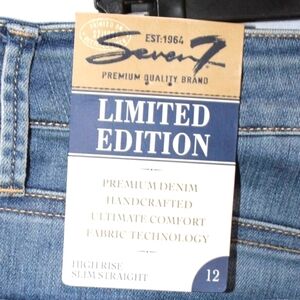 EST:1964
Seven7
PREMIUM QUALITY BRAND
LIMITED
EDITION
PREMIUM DENIM
HANDCRAFTED
ULTIMATE COMFORT
FABRIC TECHNOLOGY
HIGH RISE
SLIM STRAIGHT
12